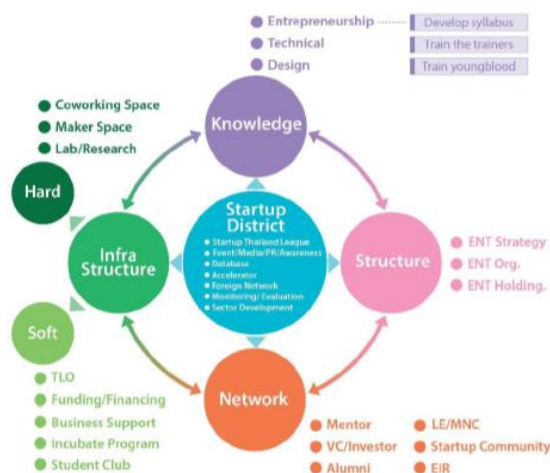 Entrepreneurship
Technical
Design
Develop syllabus
Train the trainers
Train youngblood
Knowledge
Coworking Space
Maker Space
Lab/Research
Hard
Infra
Structure
Soft
TLO
Funding/Financing
Business Support
Incubate Program
Student Club
Startup
District
Startup Thailand League
Event/Media/PR/Awareness
Database
Accelerator
Foreign Network
Monitoring/ Evaluation
Sector Development
Structure
ENT Strategy
ENT Org.
ENT Holding.
Network
Mentor
VC/Investor
Alumni
LE/MNC
Startup Community
EIR